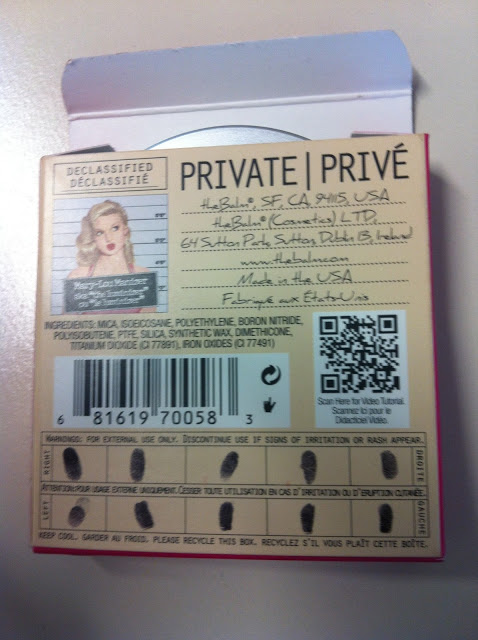 DECLASSIFIED
DÉCLASSIFIÉ
PRIVATE | PRIVÉ
theBalm®, SF, CA, 94115, USA
theBalm® (Cosmetics) LTD,
64 Sutton Park, Sutton, Dublin 13, Ireland
www.thebalm.com
Made in the USA
Fabriqué aux États-Unis
Mary-Lou Manizer
INGREDIENTS: MICA, ISOEICOSANE, POLYETHYLENE, BORON NITRIDE,
POLYISOBUTENE, PTFE, SILICA, SYNTHETIC WAX, DIMETHICONE,
TITANIUM DIOXIDE (CI 77891), IRON OXIDES (CI 77491)
6 81619 70058 3
Scan Here for Video Tutorial.
Scannez Ici pour le
Didacticiel Vidéo.
WARNINGS: FOR EXTERNAL USE ONLY. DISCONTINUE USE IF SIGNS OF IRRITATION OR RASH APPEAR.
RIGHT
DROITE
ATTENTION: POUR USAGE EXTERNE UNIQUEMENT. CESSER TOUTE UTILISATION EN CAS D'IRRITATION OU D'ÉRUPTION CUTANÉE.
LEFT
GAUCHE
KEEP COOL. GARDER AU FROID. PLEASE RECYCLE THIS BOX. RECYCLEZ S'IL VOUS PLAÎT CETTE BOÎTE.